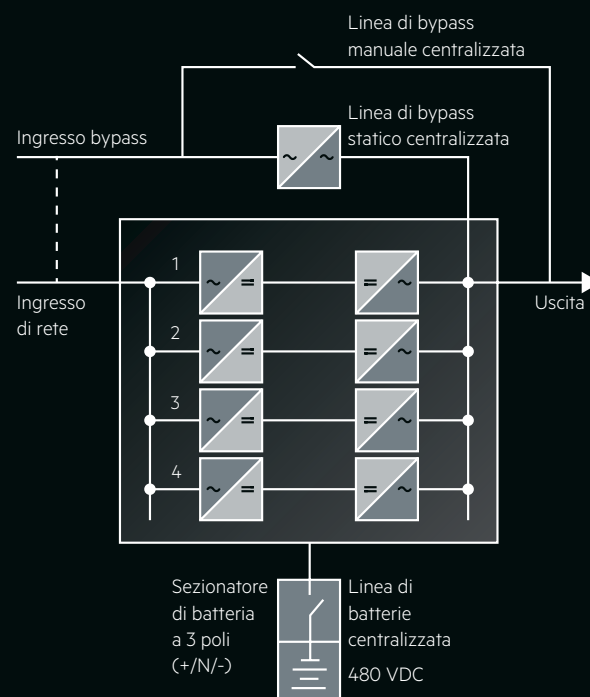 Linea di bypass
manuale centralizzata
Linea di bypass
statico centralizzata
Ingresso bypass
Ingresso
di rete
1
2
3
4
Uscita
Sezionatore
di batteria
a 3 poli
(+/N/-)
Linea di
batterie
centralizzata
480 VDC